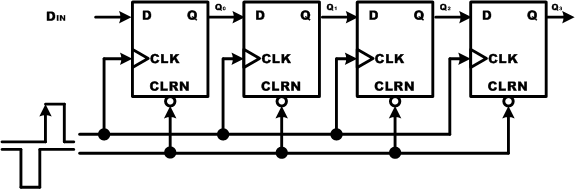 DIN D Q Q0 D Q Q1 D Q Q2 D Q Q3
CLK CLK CLK CLK
CLRN CLRN CLRN CLRN